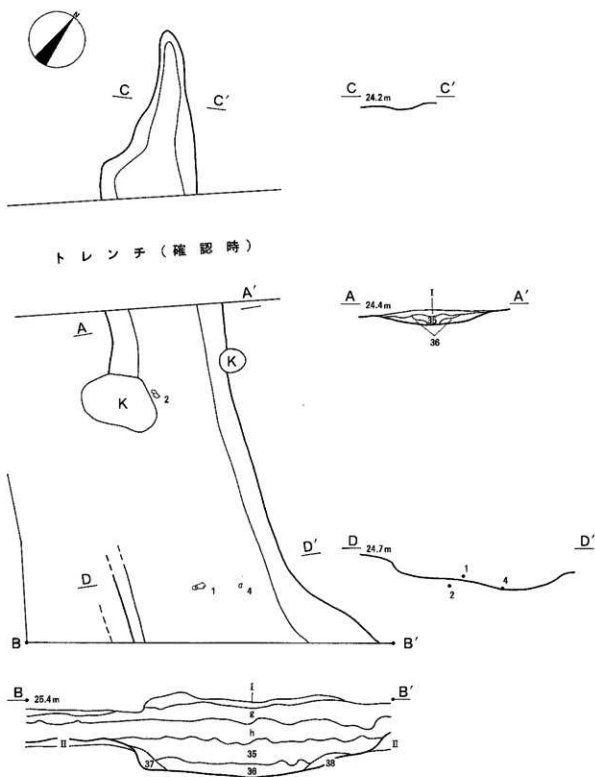 N
C C'
C 24.2m C'
トレンチ(確認時)
A A'
A 24.4m I A'
35
36
K
K 2
D D'
D 24.7m D'
1
2 4
1 4
B B'
B 25.4m I B'
g
h
II II
35
37 36 38